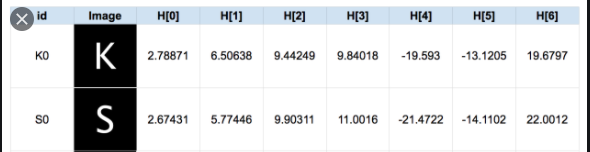 id Image H[0] H[1] H[2] H[3] H[4] H[5] H[6]
K0 K 2.78871 6.50638 9.44249 9.84018 -19.593 -13.1205 19.6797
S0 S 2.67431 5.77446 9.90311 11.0016 -21.4722 -14.1102 22.0012